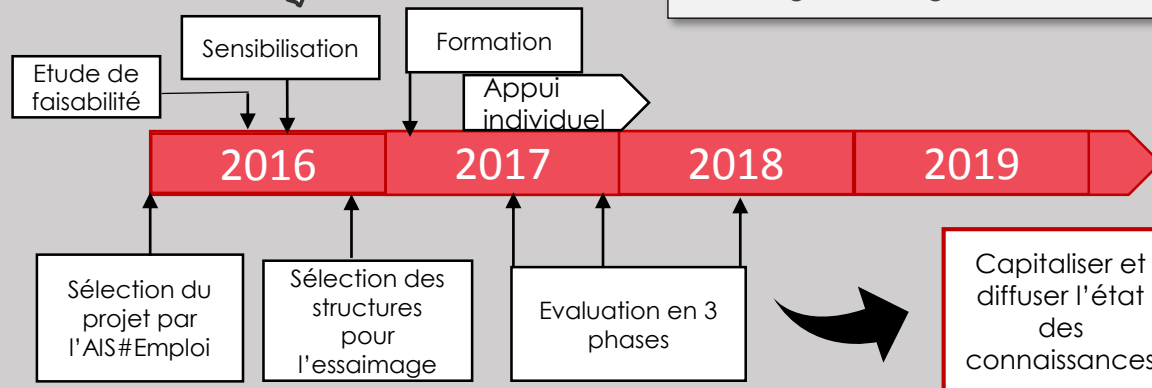 Sensibilisation
Formation
Etude de
faisabilité
Appui
individuel
2016
2017
2018
2019
Sélection du
projet par
l’AIS#Emploi
Sélection des
structures
pour
l’essaimage
Evaluation en 3
phases
Capitaliser et
diffuser l’état
des
connaissances